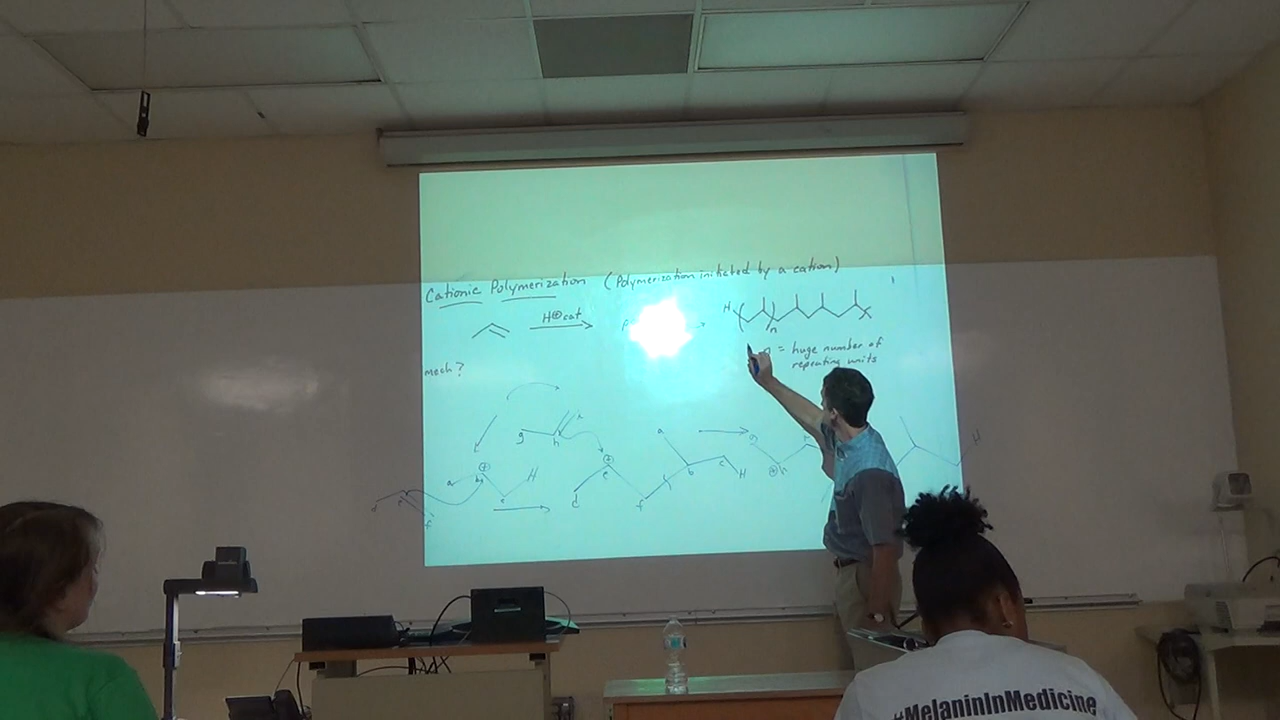 Cationic Polymerization (Polymerization initiated by a cation)
H⊕cat
H
n
n = huge number of
repeating units
mech?
g h i
a b c H
d e f
a b c H
g ⊕ h
H
#MelaninInMedicine